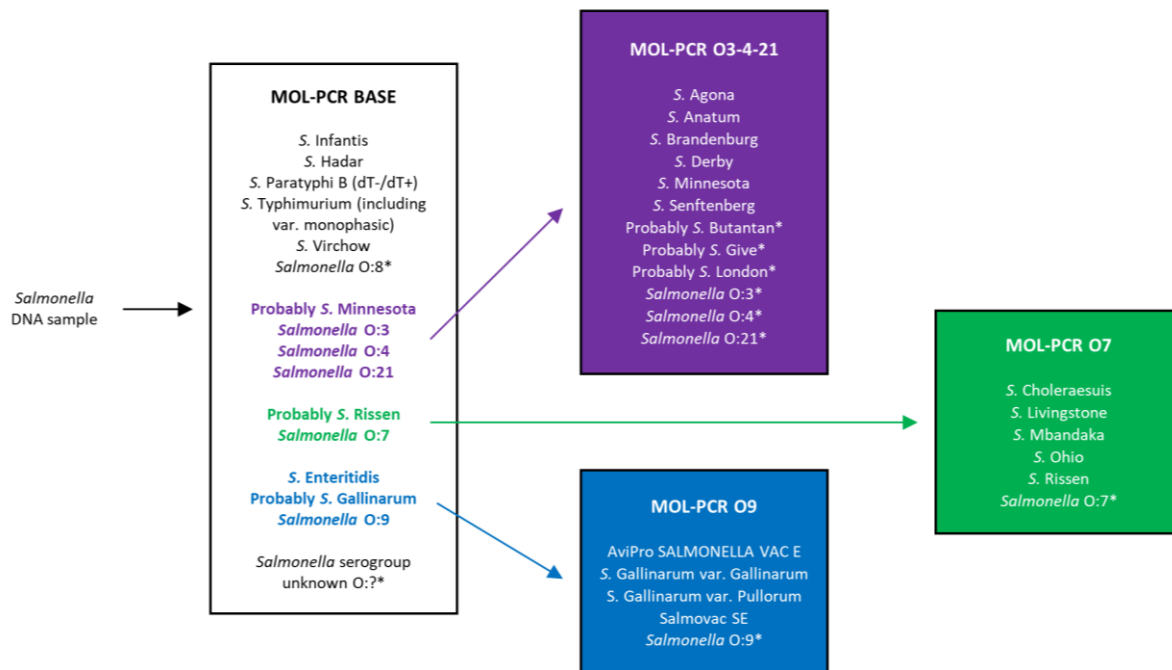 Salmonella
DNA sample
MOL-PCR BASE
S. Infantis
S. Hadar
S. Paratyphi B (dT-/dT+)
S. Typhimurium (including
var. monophasic)
S. Virchow
Salmonella O:8*
Probably S. Minnesota
Salmonella O:3
Salmonella O:4
Salmonella O:21
Probably S. Rissen
Salmonella O:7
S. Enteritidis
Probably S. Gallinarum
Salmonella O:9
Salmonella serogroup
unknown O:?*
MOL-PCR O3-4-21
S. Agona
S. Anatum
S. Brandenburg
S. Derby
S. Minnesota
S. Senftenberg
Probably S. Butantan*
Probably S. Give*
Probably S. London*
Salmonella O:3*
Salmonella O:4*
Salmonella O:21*
MOL-PCR O9
AviPro SALMONELLA VAC E
S. Gallinarum var. Gallinarum
S. Gallinarum var. Pullorum
Salmovac SE
Salmonella O:9*
MOL-PCR O7
S. Choleraesuis
S. Livingstone
S. Mbandaka
S. Ohio
S. Rissen
Salmonella O:7*